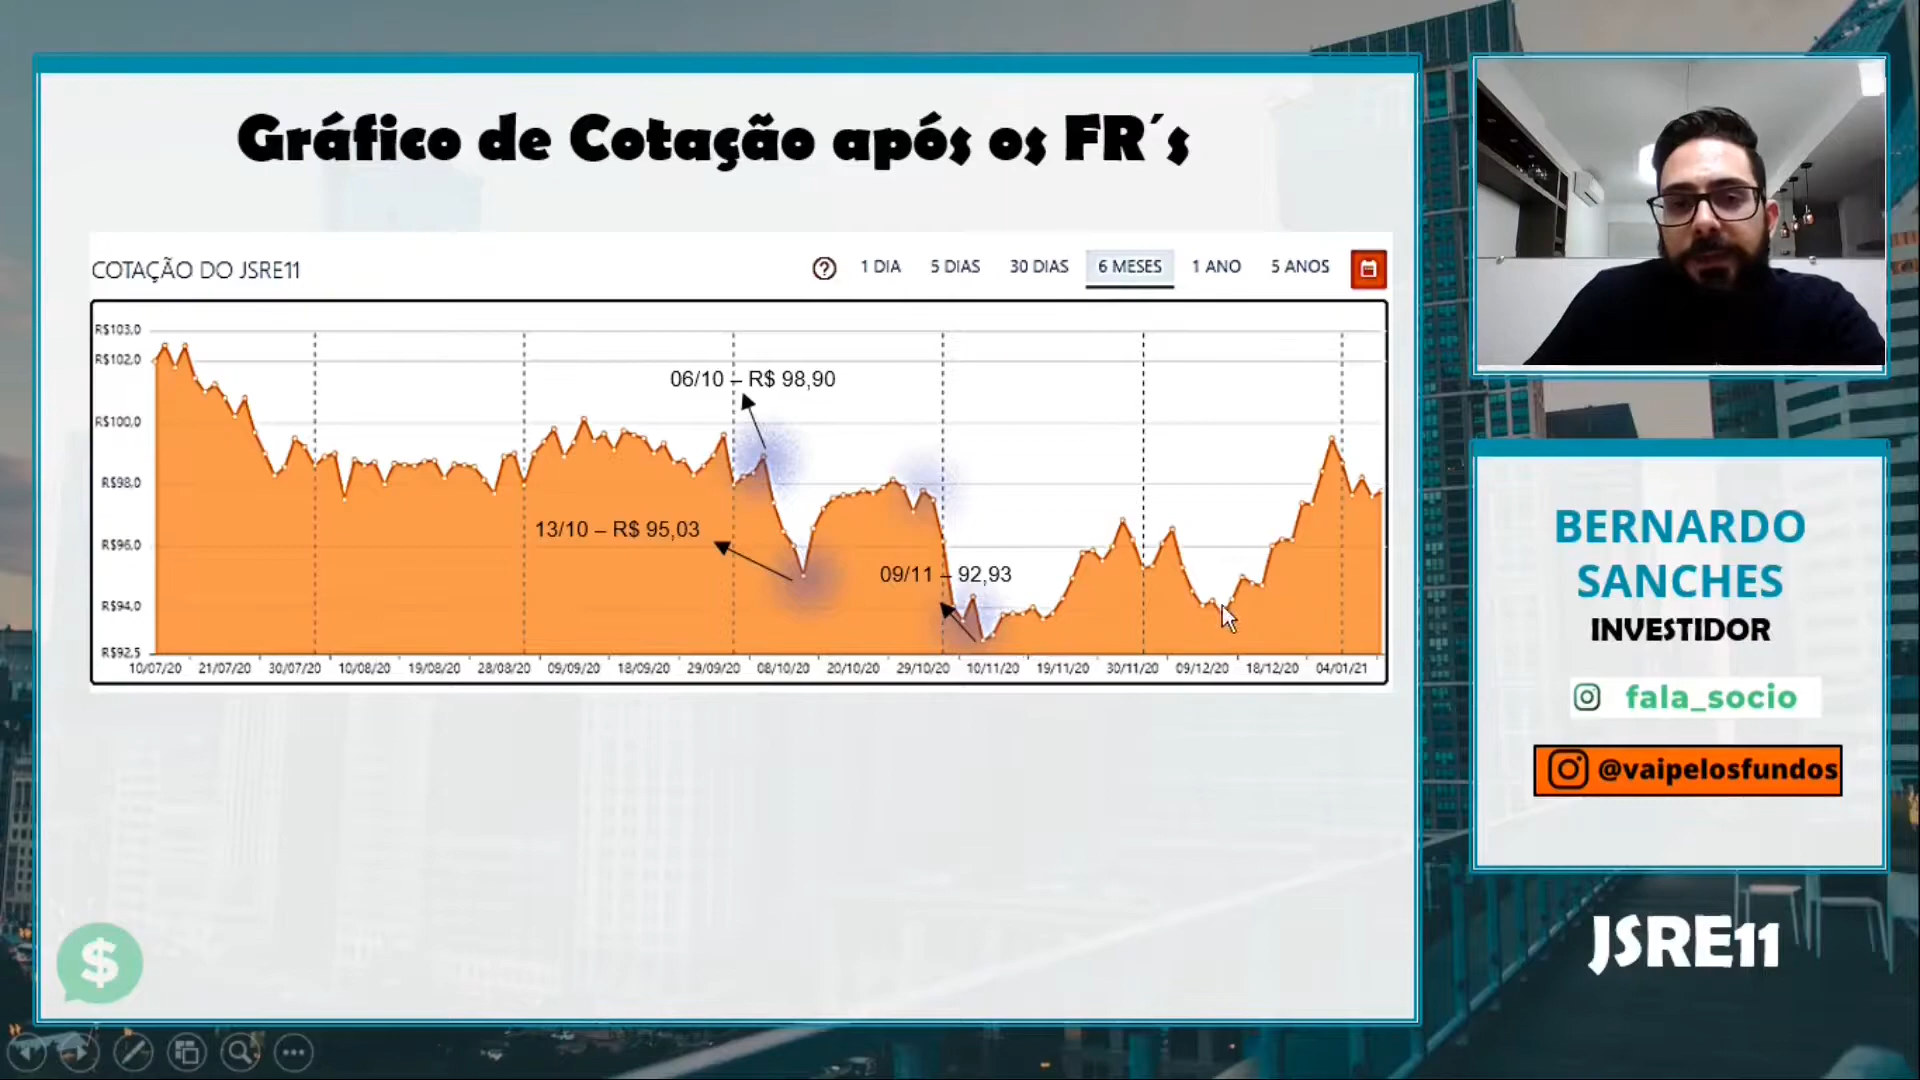 Gráfico de Cotação após os FR´s
COTAÇÃO DO JSRE11
? 1 DIA 5 DIAS 30 DIAS 6 MESES 1 ANO 5 ANOS
R$103.0
R$102.0
R$100.0
R$98.0
R$96.0
R$94.0
R$92.5
06/10 – R$ 98,90
13/10 – R$ 95,03
09/11 – 92,93
10/07/20 21/07/20 30/07/20 10/08/20 19/08/20 28/08/20 09/09/20 18/09/20 29/09/20 08/10/20 20/10/20 29/10/20 10/11/20 19/11/20 30/11/20 09/12/20 18/12/20 04/01/21
$
BERNARDO
SANCHES
INVESTIDOR
fala_socio
@vaipelosfundos
JSRE11